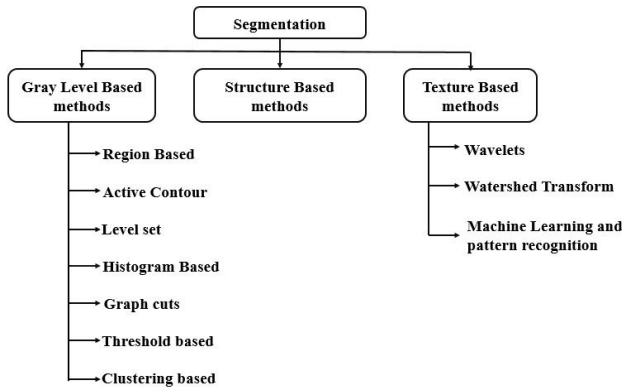 Segmentation
Gray Level Based
methods
Structure Based
methods
Texture Based
methods
Region Based
Active Contour
Level set
Histogram Based
Graph cuts
Threshold based
Clustering based
Wavelets
Watershed Transform
Machine Learning and
pattern recognition